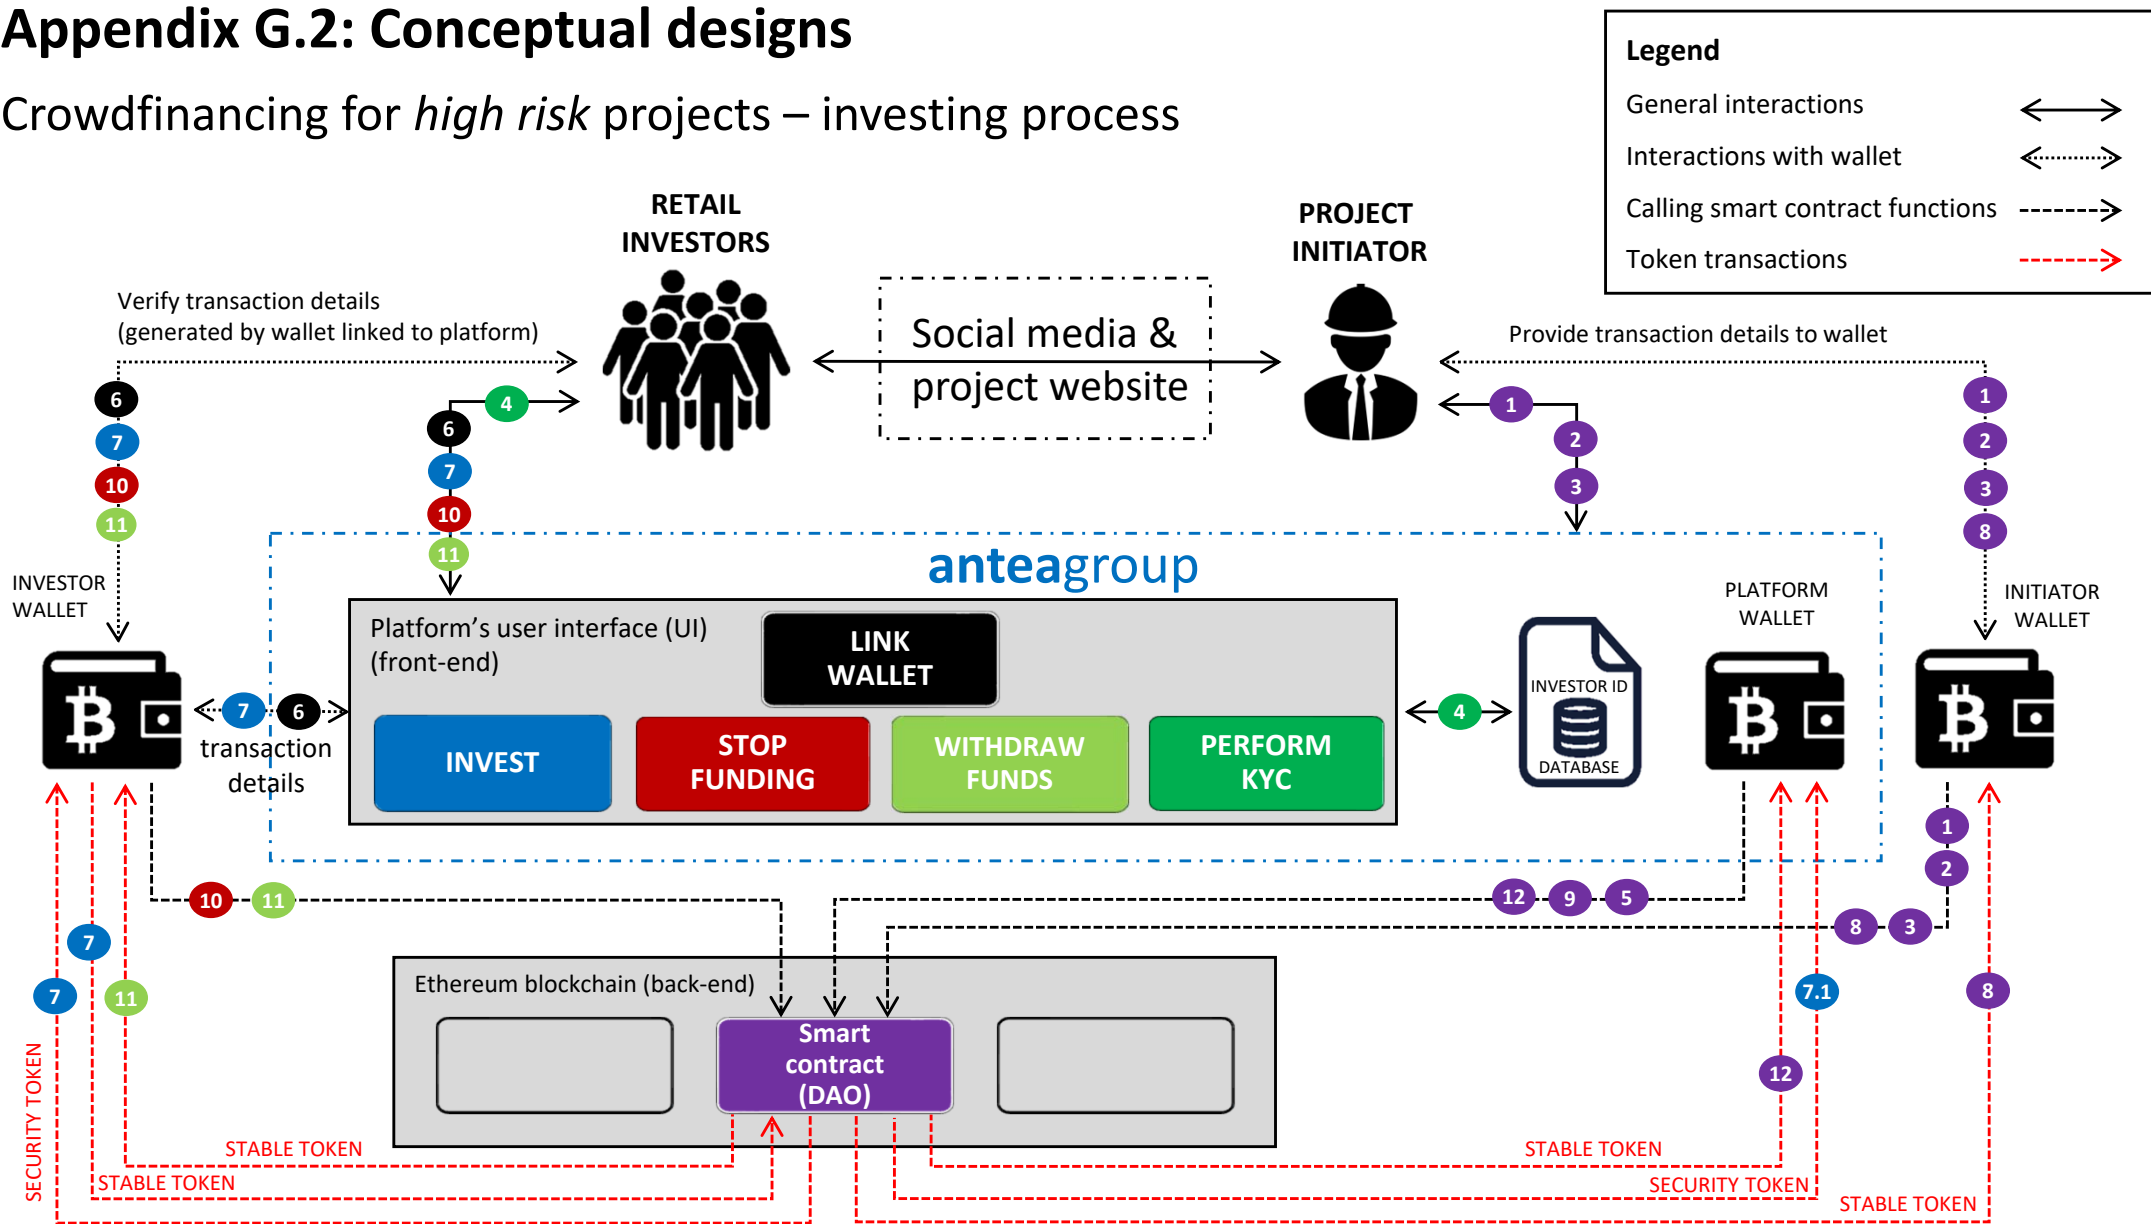 Appendix G.2: Conceptual designs
Crowdfinancing for high risk projects – investing process
Legend
General interactions
Interactions with wallet
Calling smart contract functions
Token transactions
RETAIL
INVESTORS
PROJECT
INITIATOR
Verify transaction details
(generated by wallet linked to platform)
Social media &
project website
Provide transaction details to wallet
6
7
10
11
4
6
7
10
11
1
2
3
1
2
3
8
anteagroup
INVESTOR
WALLET
PLATFORM
WALLET
INITIATOR
WALLET
Platform's user interface (UI)
(front-end)
LINK
WALLET
INVEST
STOP
FUNDING
WITHDRAW
FUNDS
PERFORM
KYC
7
6
transaction
details
4
INVESTOR ID
DATABASE
1
2
10
11
12
9
5
8
3
7
7
11
7.1
8
12
Ethereum blockchain (back-end)
Smart
contract
(DAO)
SECURITY TOKEN
STABLE TOKEN
STABLE TOKEN
STABLE TOKEN
SECURITY TOKEN
STABLE TOKEN